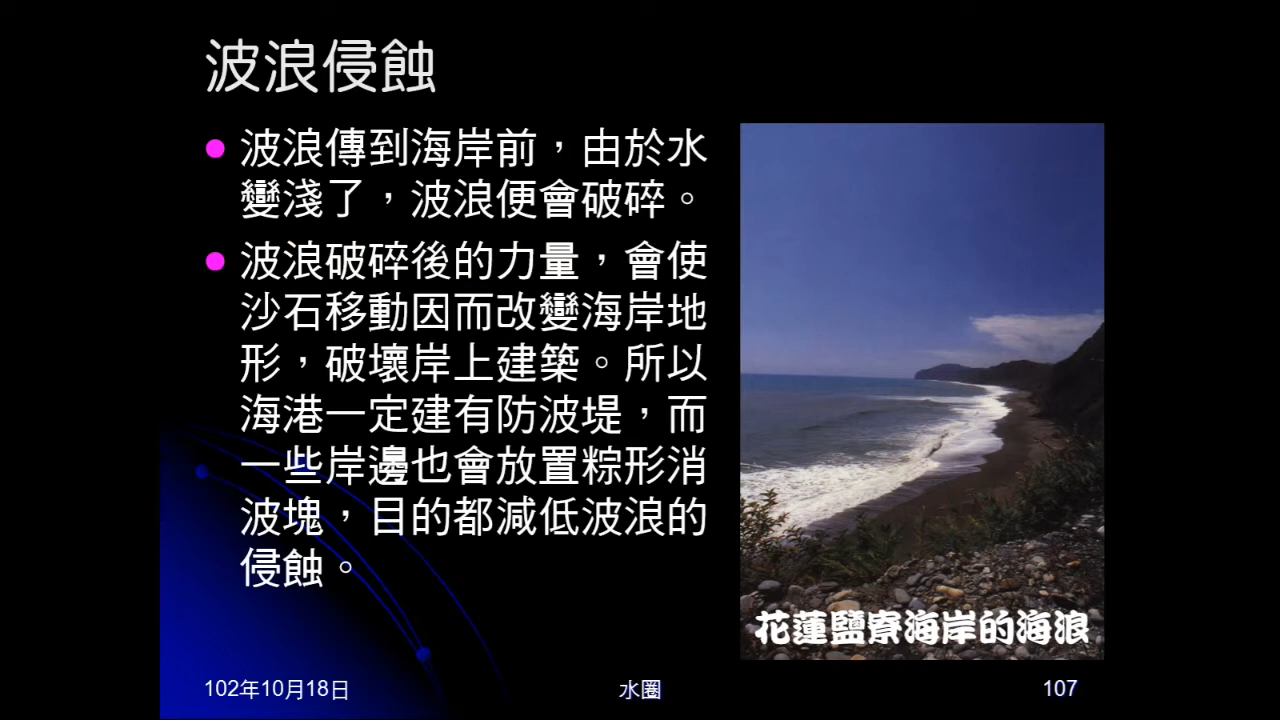 波浪侵蝕
波浪傳到海岸前，由於水
變淺了，波浪便會破碎。
波浪破碎後的力量，會使
沙石移動因而改變海岸地
形，破壞岸上建築。所以
海港一定建有防波堤，而
一些岸邊也會放置粽形消
波塊，目的都減低波浪的
侵蝕。
花蓮鹽寮海岸的海浪
102年10月18日
水圈
107